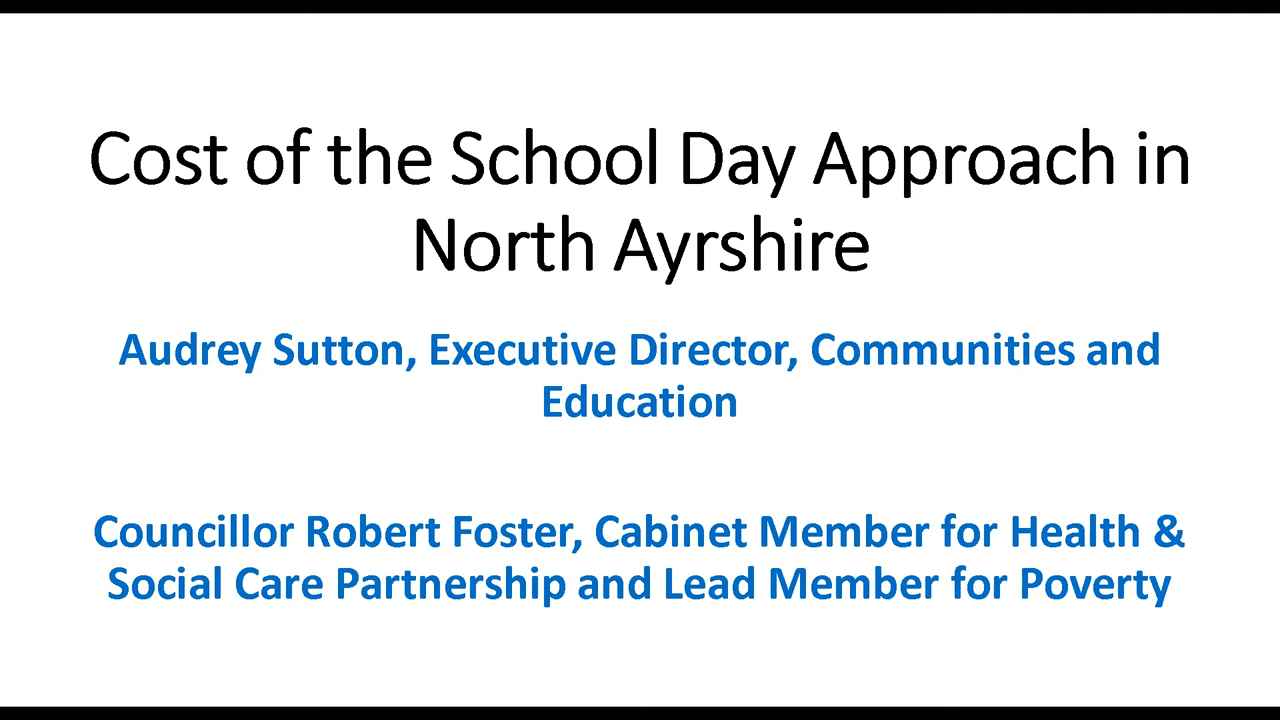 Cost of the School Day Approach in
North Ayrshire
Audrey Sutton, Executive Director, Communities and
Education
Councillor Robert Foster, Cabinet Member for Health &
Social Care Partnership and Lead Member for Poverty